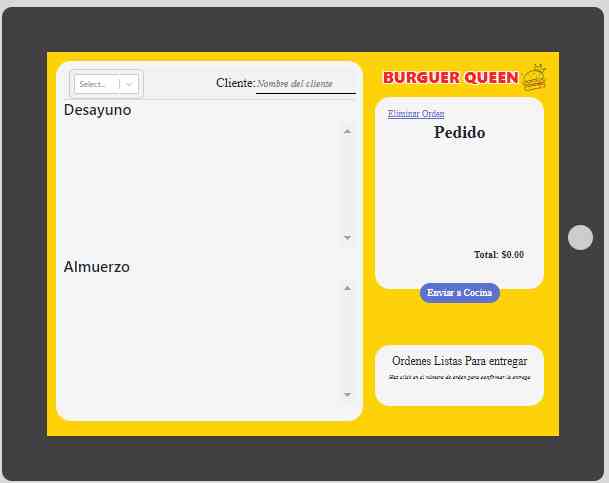 Select...
Cliente: Nombre del cliente
Desayuno
Almuerzo
BURGUER QUEEN
Eliminar Orden
Pedido
Total: $0.00
Enviar a Cocina
Ordenes Listas Para entregar
Haz click en el número de orden para confirmar la entrega